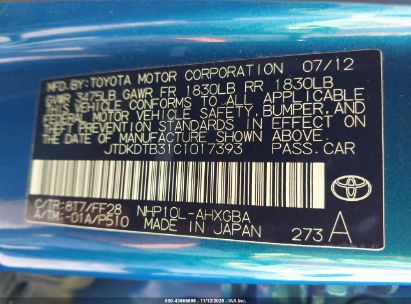 MFD. BY: TOYOTA MOTOR CORPORATION 07/12
GVWR 3473LB GAWR FR 1830LB RR 1830LB
THIS VEHICLE CONFORMS TO ALL APPLICABLE
FEDERAL MOTOR VEHICLE SAFETY, BUMPER, AND
THEFT PREVENTION STANDARDS IN EFFECT ON
THE DATE OF MANUFACTURE SHOWN ABOVE.
JTDKDTB31C1017393 PASS.CAR
C/TR:8T7/FF28 NHP10L-AHXGBA
A/TM:-01A/P510 MADE IN JAPAN 273 A
TOYOTA